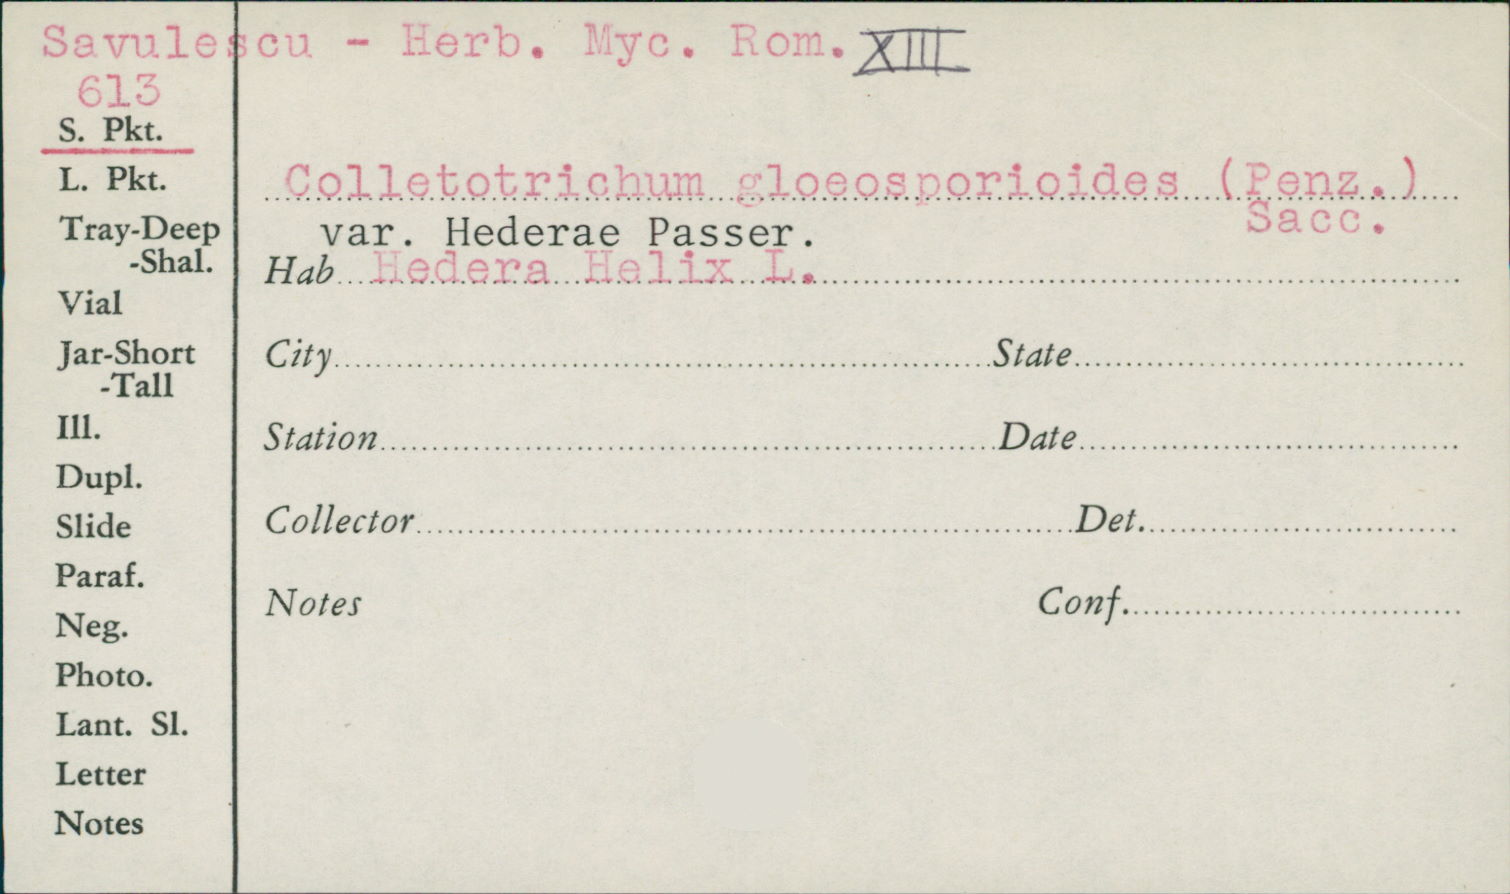 Savulescu - Herb. Myc. Rom. XIII
613
S. Pkt.
L. Pkt.
Tray-Deep
-Shal.
Vial
Jar-Short
-Tall
Ill.
Dupl.
Slide
Paraf.
Neg.
Photo.
Lant. Sl.
Letter
Notes
Colletotrichum gloeosporioides (Penz.)
Sacc.
var. Hederae Passer.
Hab Hedera Helix L.
City State
Station Date
Collector Det.
Notes Conf.